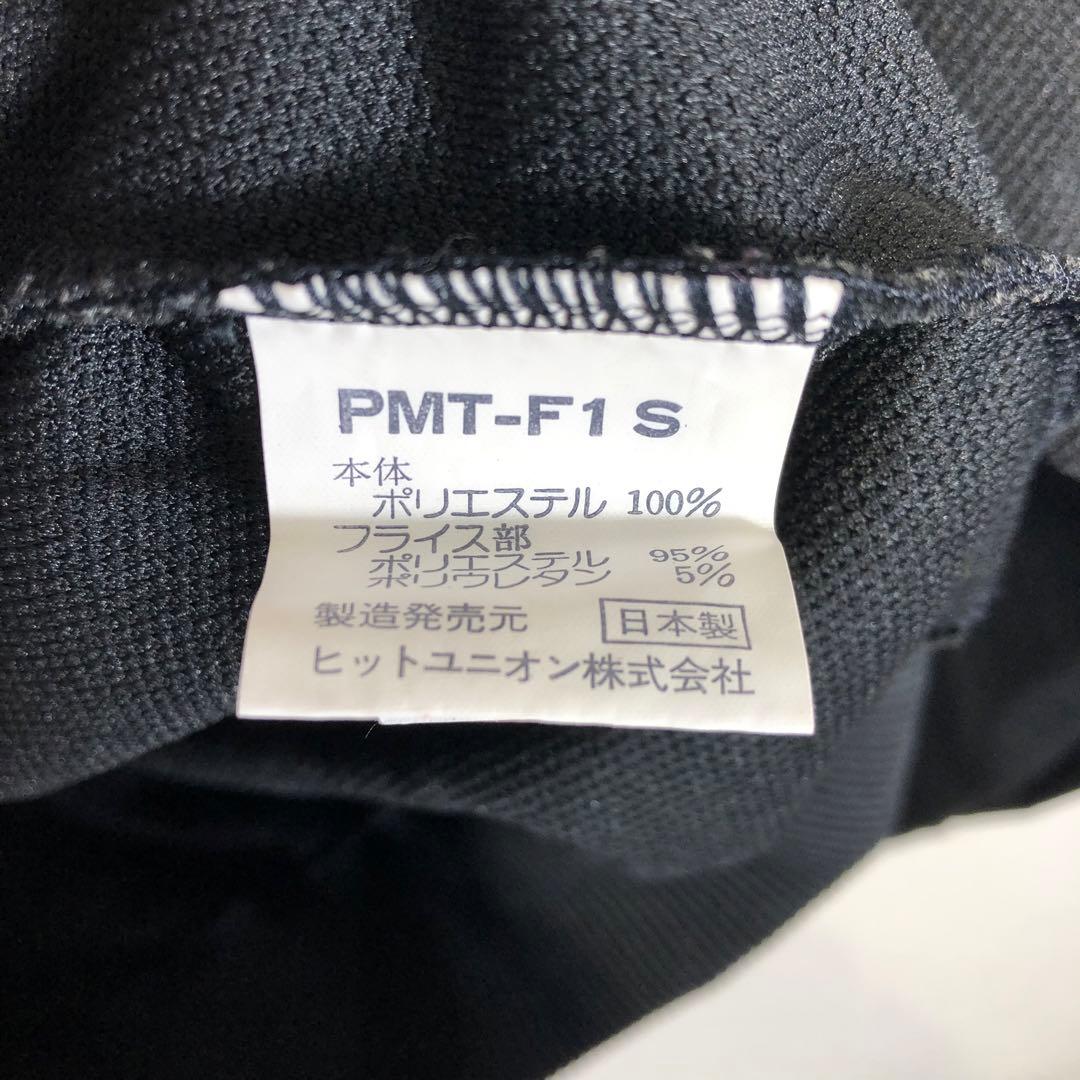 PMT-F1 S
本体
ポリエステル 100%
フライス部
ポリエステル 95%
ポリウレタン 5%
製造発売元 日本製
ヒットユニオン株式会社